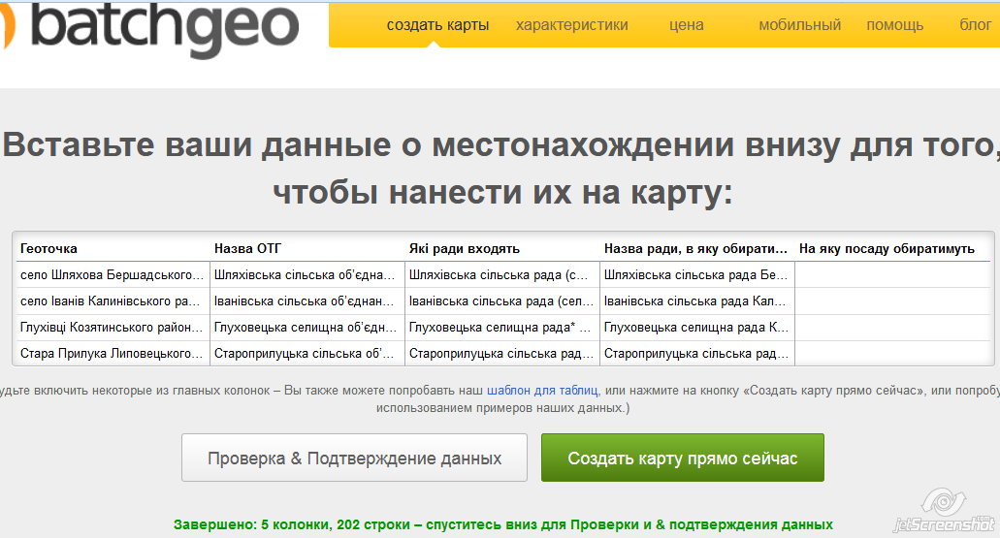 batchgeo
создать карты характеристики цена мобильный помощь блог
Вставьте ваши данные о местонахождении внизу для того,
чтобы нанести их на карту:
Геоточка Назва ОТГ Які ради входять Назва ради, в яку обирати... На яку посаду обиратимуть
село Шляхова Бершадського... Шляхівська сільська об'єдна... Шляхівська сільська рада (с... Шляхівська сільська рада Бе...
село Іванів Калинівського ра... Іванівська сільська об'єднан... Іванівська сільська рада (сел... Іванівська сільська рада Кал...
Глухівці Козятинського район... Глуховецька селищна об'єдн... Глуховецька селищна рада* ... Глуховецька селищна рада К...
Стара Прилука Липовецького... Староприлуцька сільська об'... Староприлуцька сільська рад... Староприлуцька сільська рад...
удьте включить некоторые из главных колонок – Вы также можете попробавть наш шаблон для таблиц, или нажмите на кнопку «Создать карту прямо сейчас», или попробу
использованием примеров наших данных.)
Проверка & Подтверждение данных Создать карту прямо сейчас
Завершено: 5 колонки, 202 строки – спуститесь вниз для Проверки и & подтверждения данных
jetScreenshot.com